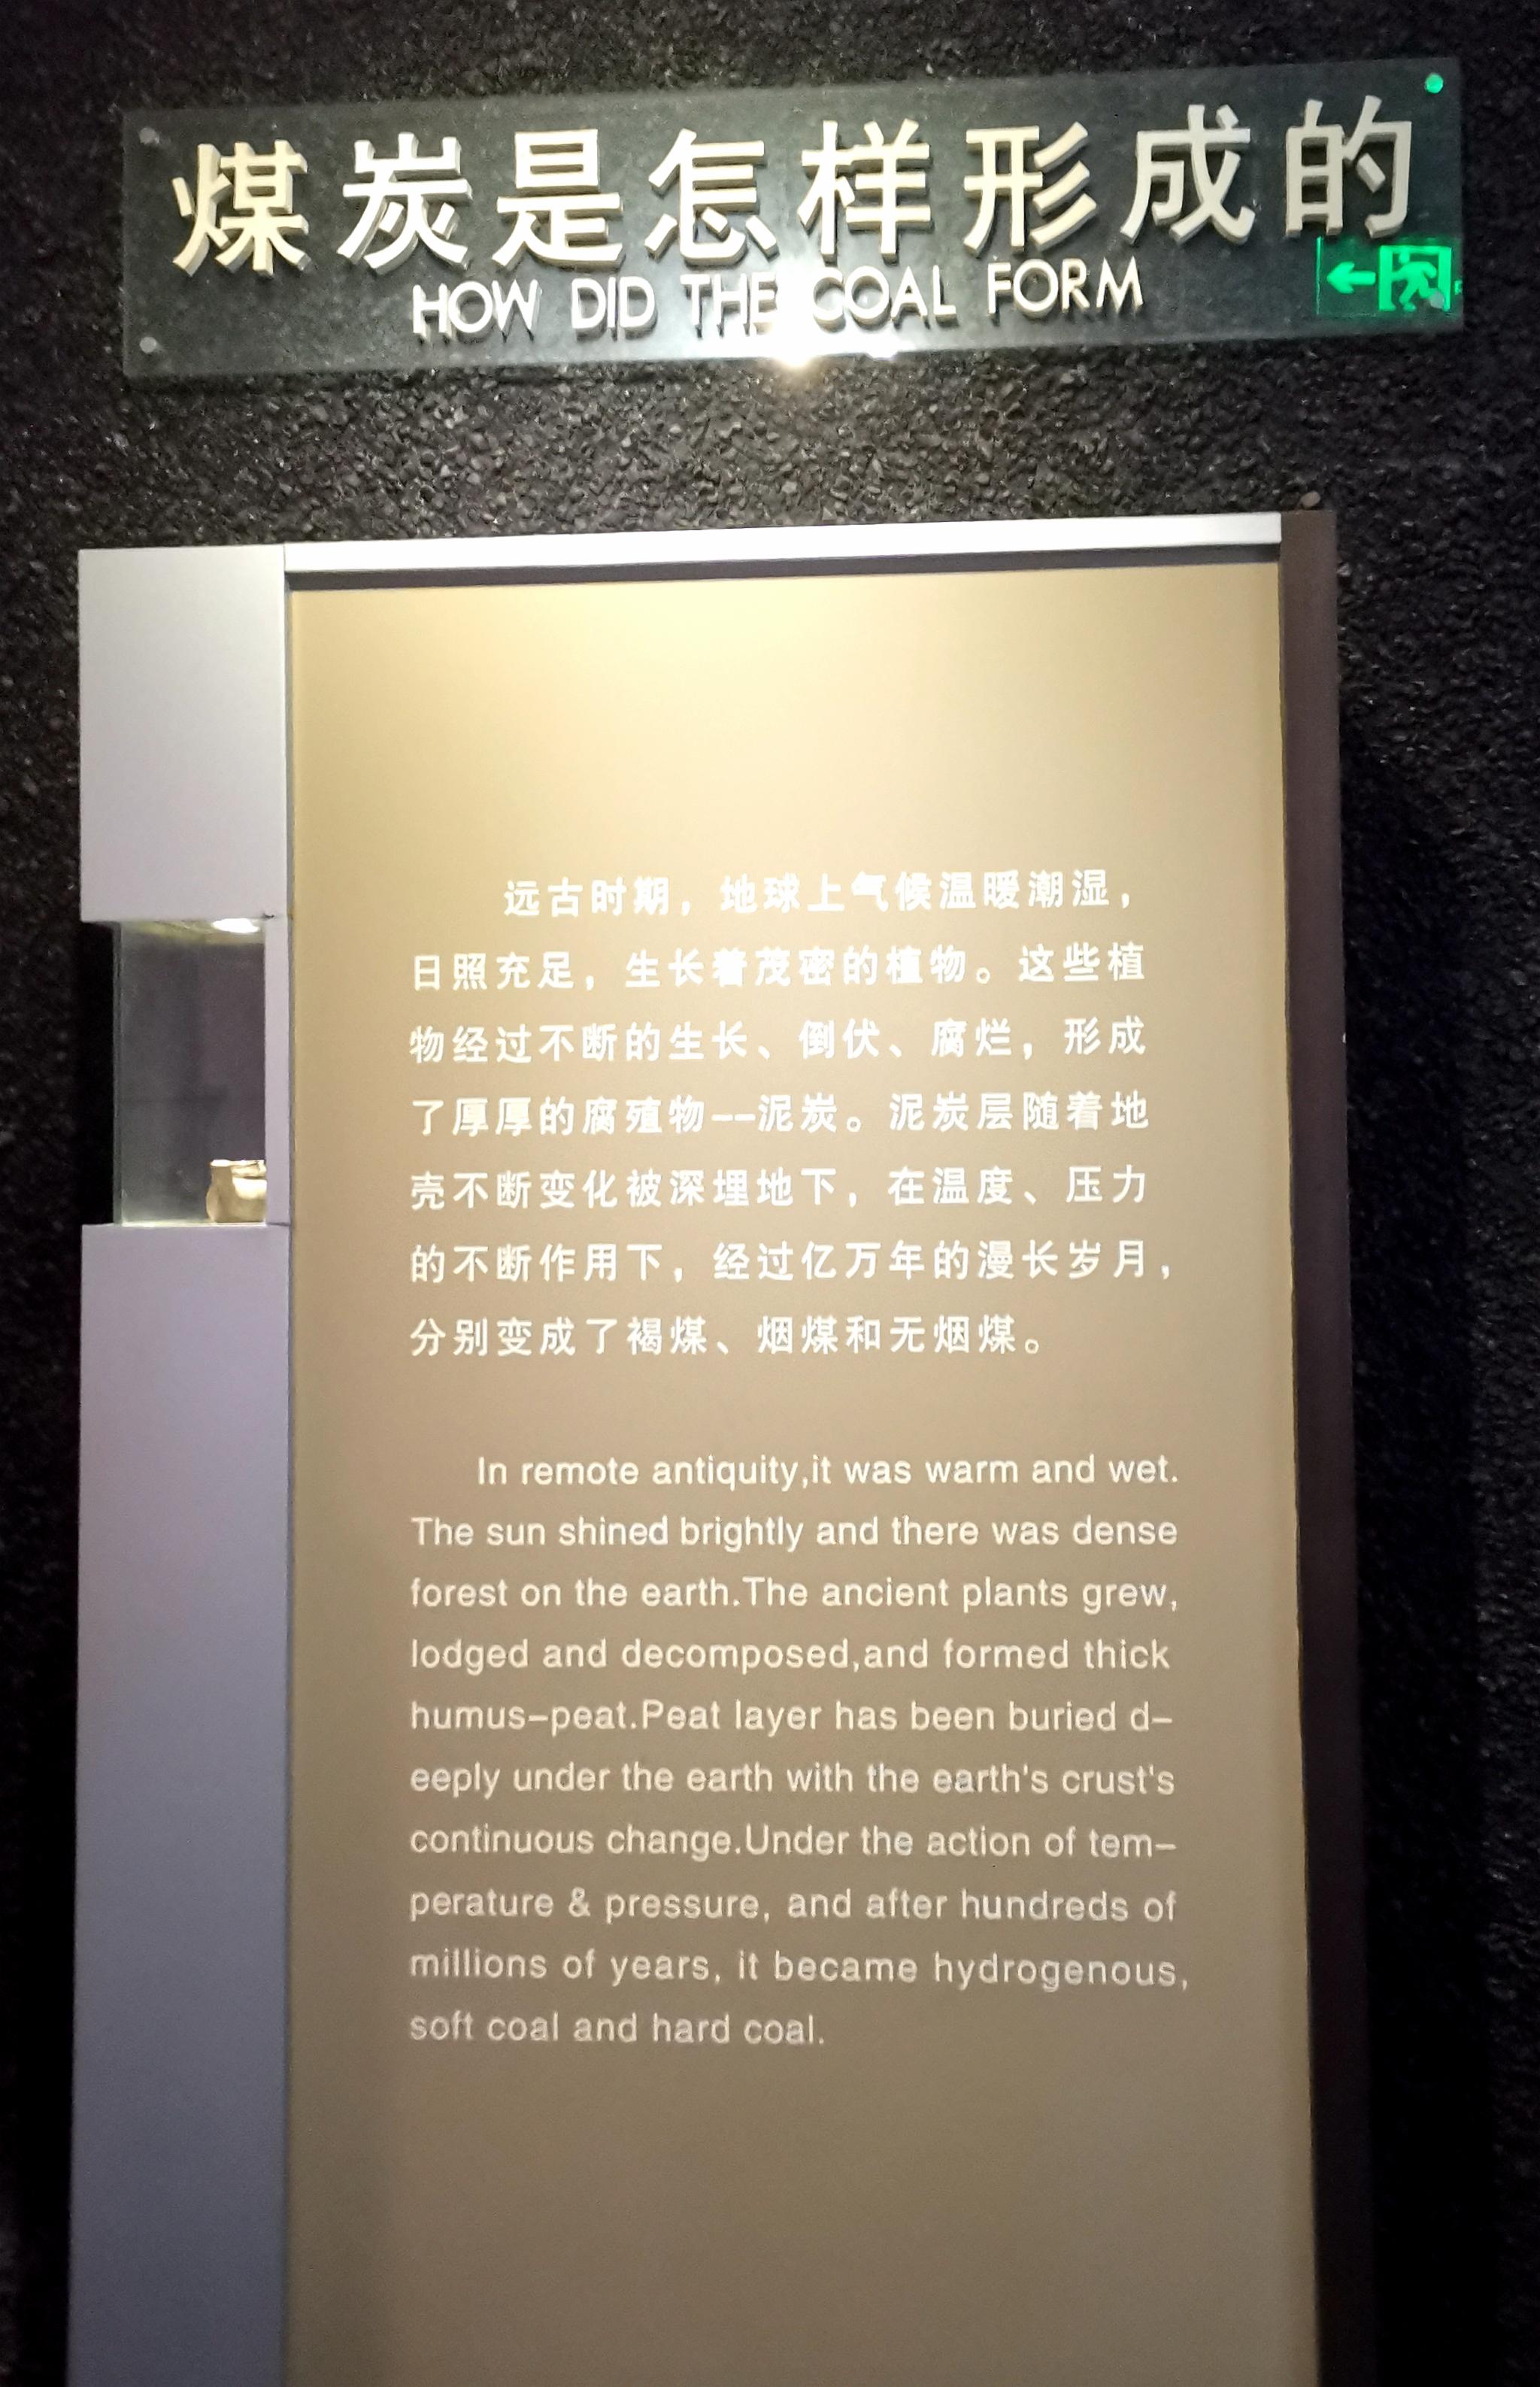 煤炭是怎样形成的
HOW DID THE COAL FORM
远古时期，地球上气候温暖潮湿，
日照充足，生长着茂密的植物。这些植
物经过不断的生长、倒伏、腐烂，形成
了厚厚的腐殖物--泥炭。泥炭层随着地
壳不断变化被深埋地下，在温度、压力
的不断作用下，经过亿万年的漫长岁月，
分别变成了褐煤、烟煤和无烟煤。
In remote antiquity,it was warm and wet.
The sun shined brightly and there was dense
forest on the earth.The ancient plants grew,
lodged and decomposed,and formed thick
humus-peat.Peat layer has been buried d-
eeply under the earth with the earth's crust's
continuous change.Under the action of tem-
perature & pressure, and after hundreds of
millions of years, it became hydrogenous,
soft coal and hard coal.